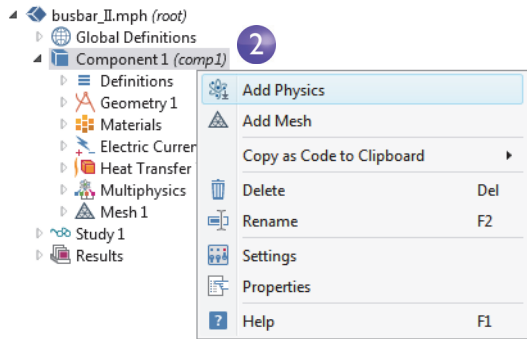 busbar_II.mph (root)
Global Definitions
Component 1 (comp1)
2
Definitions
Geometry 1
Materials
Electric Curren
Heat Transfer
Multiphysics
Mesh 1
Study 1
Results
Add Physics
Add Mesh
Copy as Code to Clipboard
Delete Del
Rename F2
Settings
Properties
? Help F1